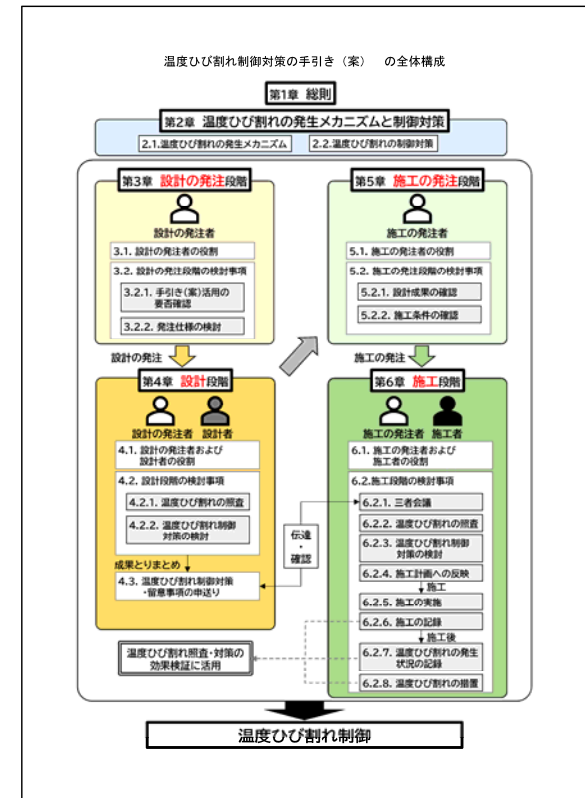 温度ひび割れ制御対策の手引き（案）　の全体構成
第1章 総則
第2章 温度ひび割れの発生メカニズムと制御対策
2.1.温度ひび割れの発生メカニズム
2.2.温度ひび割れの制御対策
第3章 設計の発注段階
設計の発注者
3.1. 設計の発注者の役割
3.2. 設計の発注段階の検討事項
3.2.1. 手引き(案)活用の
要否確認
3.2.2. 発注仕様の検討
設計の発注
第4章 設計段階
設計の発注者 設計者
4.1. 設計の発注者および
設計者の役割
4.2. 設計段階の検討事項
4.2.1. 温度ひび割れの照査
4.2.2. 温度ひび割れ制御
対策の検討
成果とりまとめ
4.3. 温度ひび割れ制御対策
・留意事項の申送り
伝達
・
確認
第5章 施工の発注段階
施工の発注者
5.1. 施工の発注者の役割
5.2. 施工の発注段階の検討事項
5.2.1. 設計成果の確認
5.2.2. 施工条件の確認
施工の発注
第6章 施工段階
施工の発注者 施工者
6.1. 施工の発注者および
施工者の役割
6.2.施工段階の検討事項
6.2.1. 三者会議
6.2.2. 温度ひび割れの照査
6.2.3. 温度ひび割れ制御
対策の検討
6.2.4. 施工計画への反映
施工
6.2.5. 施工の実施
6.2.6. 施工の記録
施工後
6.2.7. 温度ひび割れの発生
状況の記録
6.2.8. 温度ひび割れの措置
温度ひび割れ照査・対策の
効果検証に活用
温度ひび割れ制御